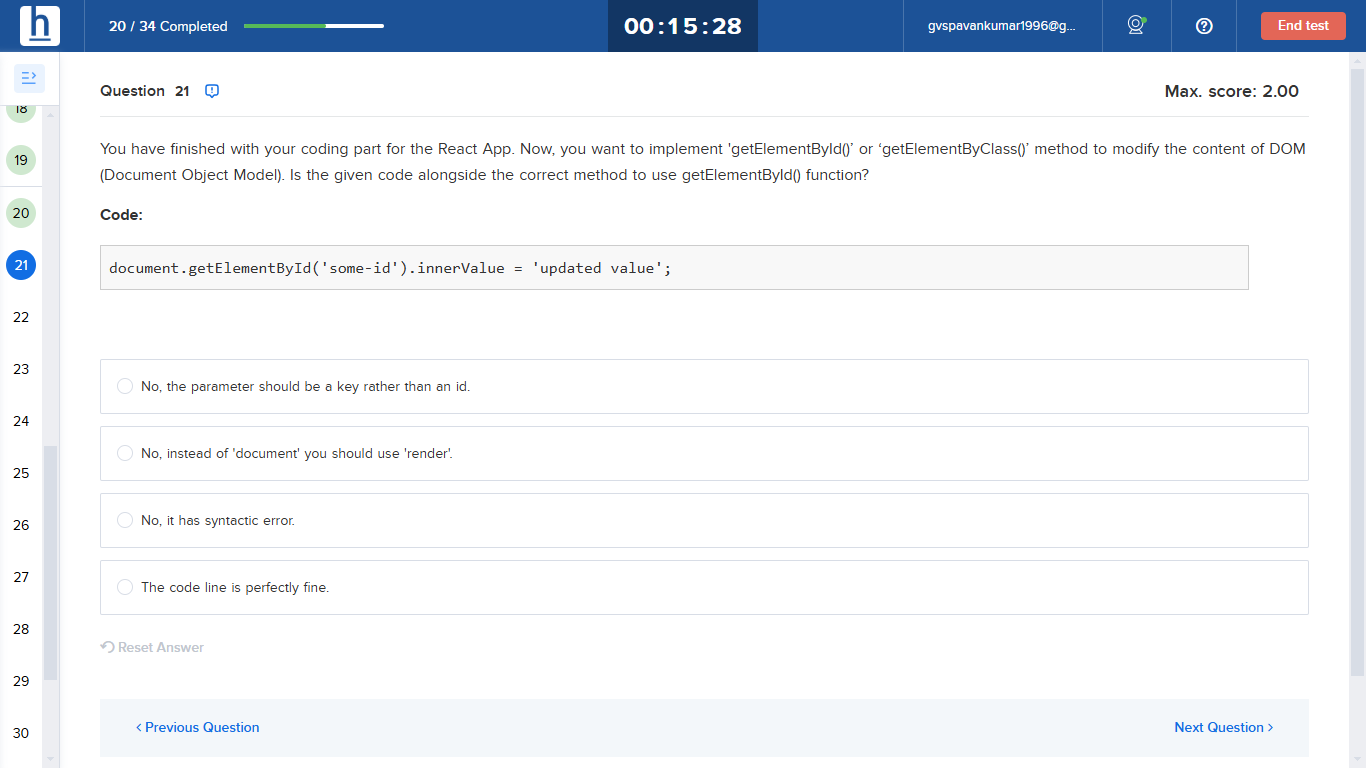 h
20 / 34 Completed
00:15:28
gvspavankumar1996@g...
End test
18
19
20
21
22
23
24
25
26
27
28
29
30
Question 21
Max. score: 2.00
You have finished with your coding part for the React App. Now, you want to implement 'getElementById()’ or ‘getElementByClass()’ method to modify the content of DOM
(Document Object Model). Is the given code alongside the correct method to use getElementById() function?
Code:
document.getElementById('some-id').innerValue = 'updated value';
No, the parameter should be a key rather than an id.
No, instead of 'document' you should use 'render'.
No, it has syntactic error.
The code line is perfectly fine.
Reset Answer
< Previous Question
Next Question >